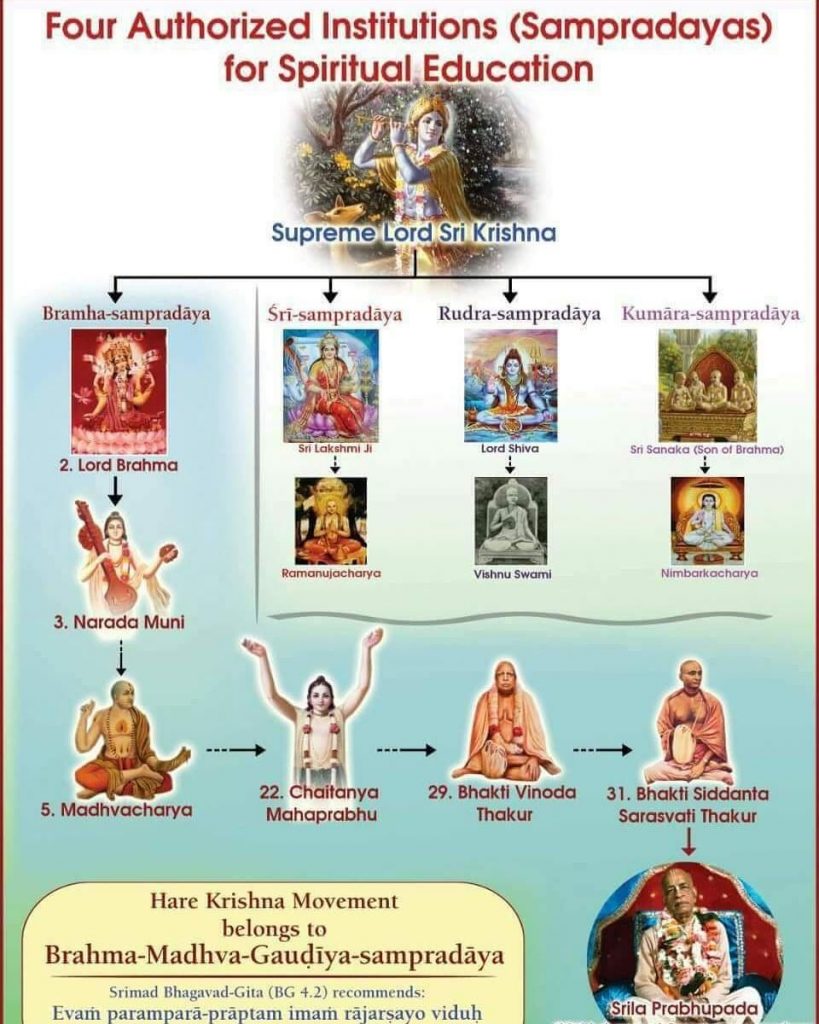 Four Authorized Institutions (Sampradayas)
for Spiritual Education
Supreme Lord Sri Krishna
Bramha-sampradāya
Śrī-sampradāya
Rudra-sampradāya
Kumāra-sampradāya
2. Lord Brahma
Sri Lakshmi Ji
Lord Shiva
Sri Sanaka (Son of Brahma)
Ramanujacharya
Vishnu Swami
Nimbarkacharya
3. Narada Muni
5. Madhvacharya
22. Chaitanya
Mahaprabhu
29. Bhakti Vinoda
Thakur
31. Bhakti Siddanta
Sarasvati Thakur
Hare Krishna Movement
belongs to
Brahma-Madhva-Gauḍīya-sampradāya
Srimad Bhagavad-Gita (BG 4.2) recommends:
Evaṁ paramparā-prāptam imaṁ rājarṣayo viduḥ
Srila Prabhupada